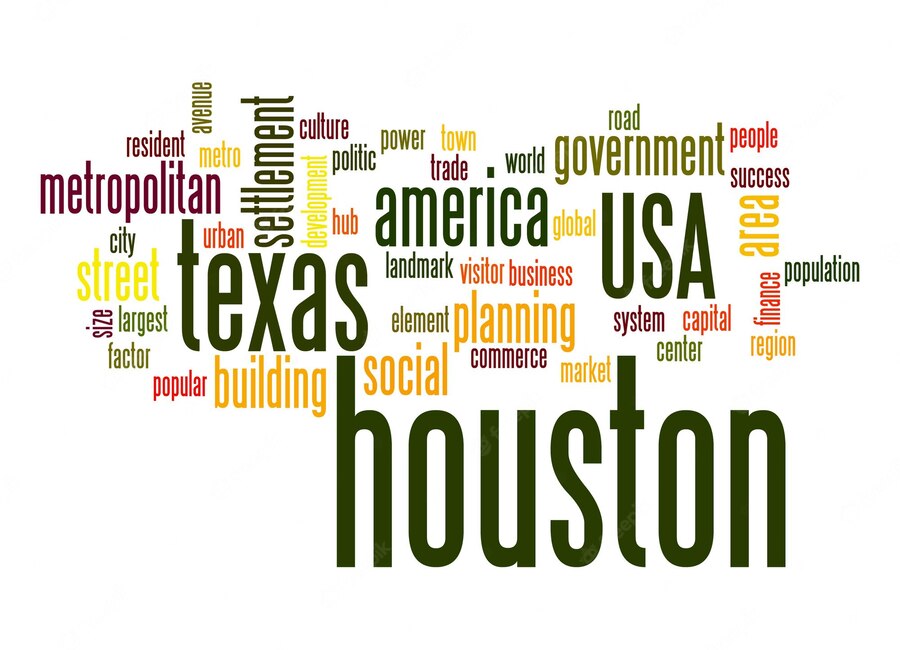 avenue
resident
metro
metropolitan
settlement
culture
development
politic
power
town
trade
world
road
government
people
success
area
hub
america
global
USA
city
urban
street
texas
landmark
visitor
business
population
finance
size
largest
element
planning
system
capital
center
region
factor
commerce
market
popular
building
social
houston